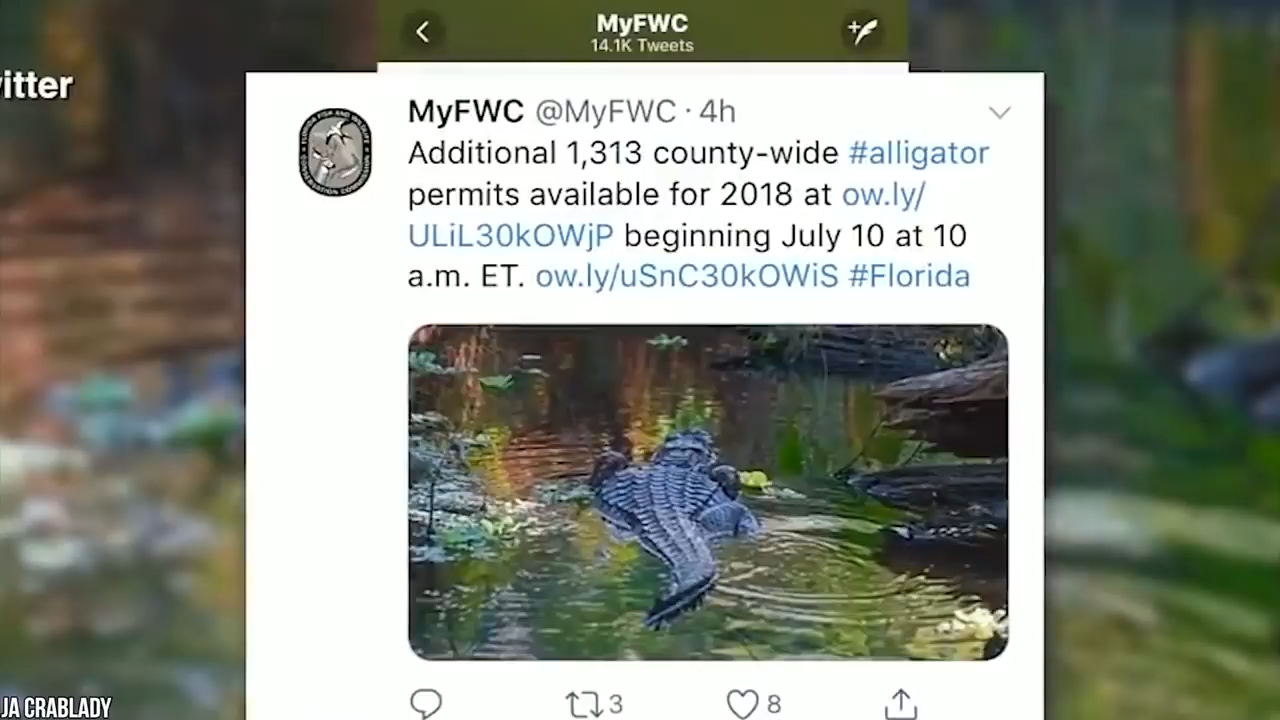 MyFWC
14.1K Tweets
itter
MyFWC @MyFWC · 4h
Additional 1,313 county-wide #alligator
permits available for 2018 at ow.ly/
ULiL30kOWjP beginning July 10 at 10
a.m. ET. ow.ly/uSnC30kOWiS #Florida
3
8
JA CRABLADY